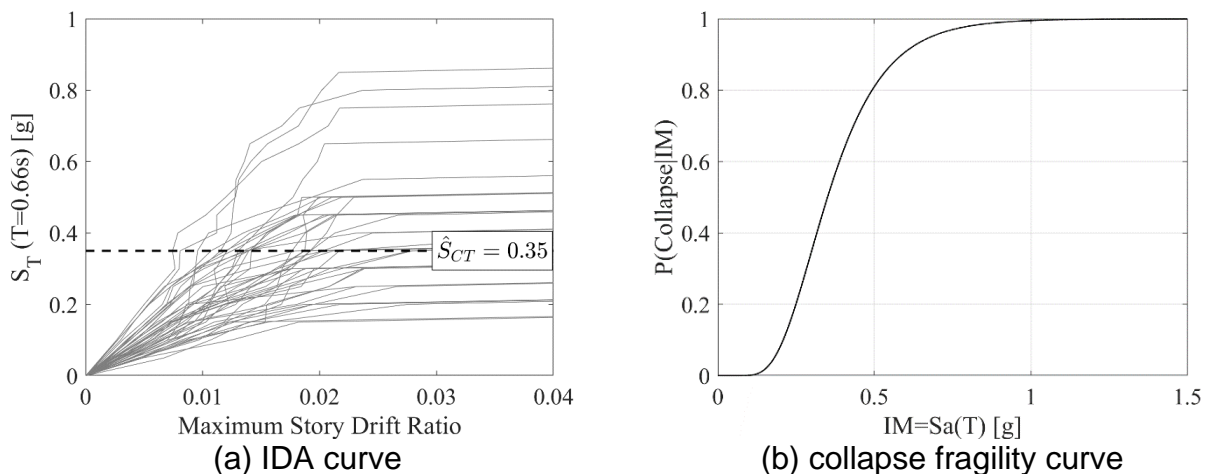 S_T (T=0.66s) [g]
0.8
0.6
0.4
0.2
0
Ŝ_CT = 0.35
0 0.01 0.02 0.03 0.04
Maximum Story Drift Ratio
(a) IDA curve
P(Collapse|IM)
1
0.8
0.6
0.4
0.2
0
0 0.5 1 1.5
IM=Sa(T) [g]
(b) collapse fragility curve